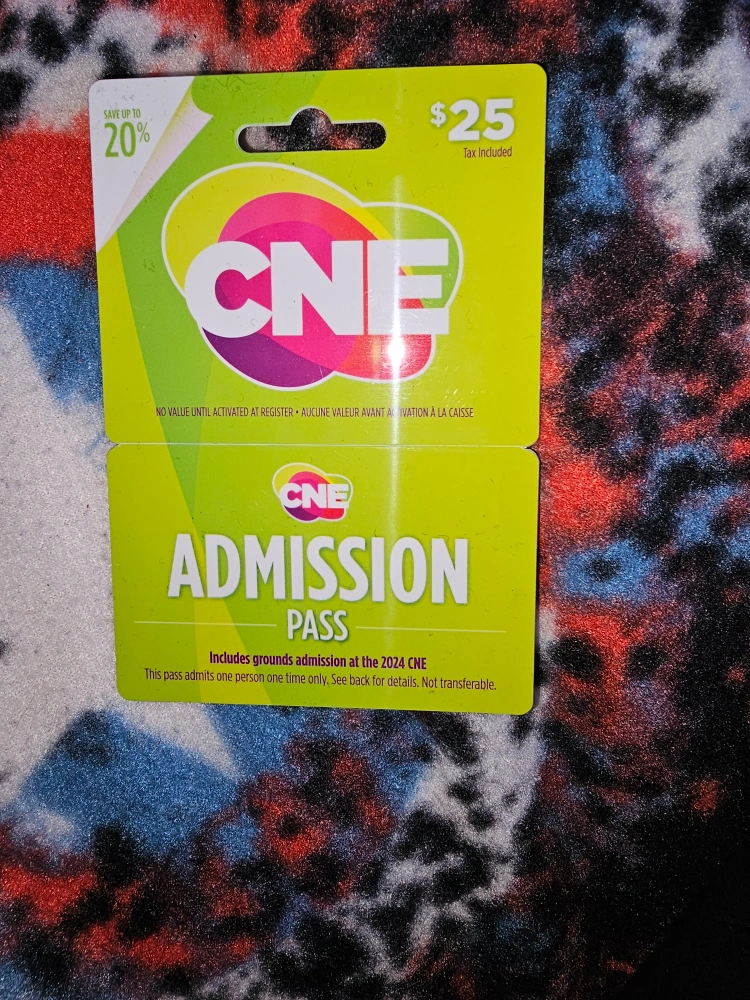 SAVE UP TO
20%
$25
Tax Included
CNE
NO VALUE UNTIL ACTIVATED AT REGISTER • AUCUNE VALEUR AVANT ACTIVATION À LA CAISSE
CNE
ADMISSION
PASS
Includes grounds admission at the 2024 CNE
This pass admits one person one time only. See back for details. Not transferable.